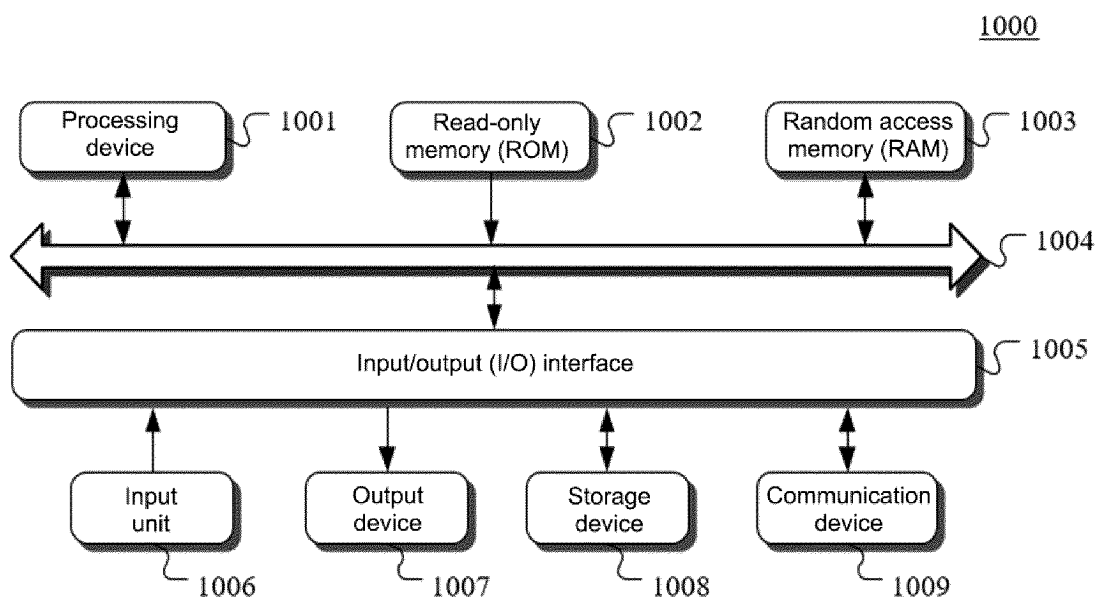 1000
Processing
device
1001
Read-only
memory (ROM)
1002
Random access
memory (RAM)
1003
1004
Input/output (I/O) interface
1005
Input
unit
1006
Output
device
1007
Storage
device
1008
Communication
device
1009